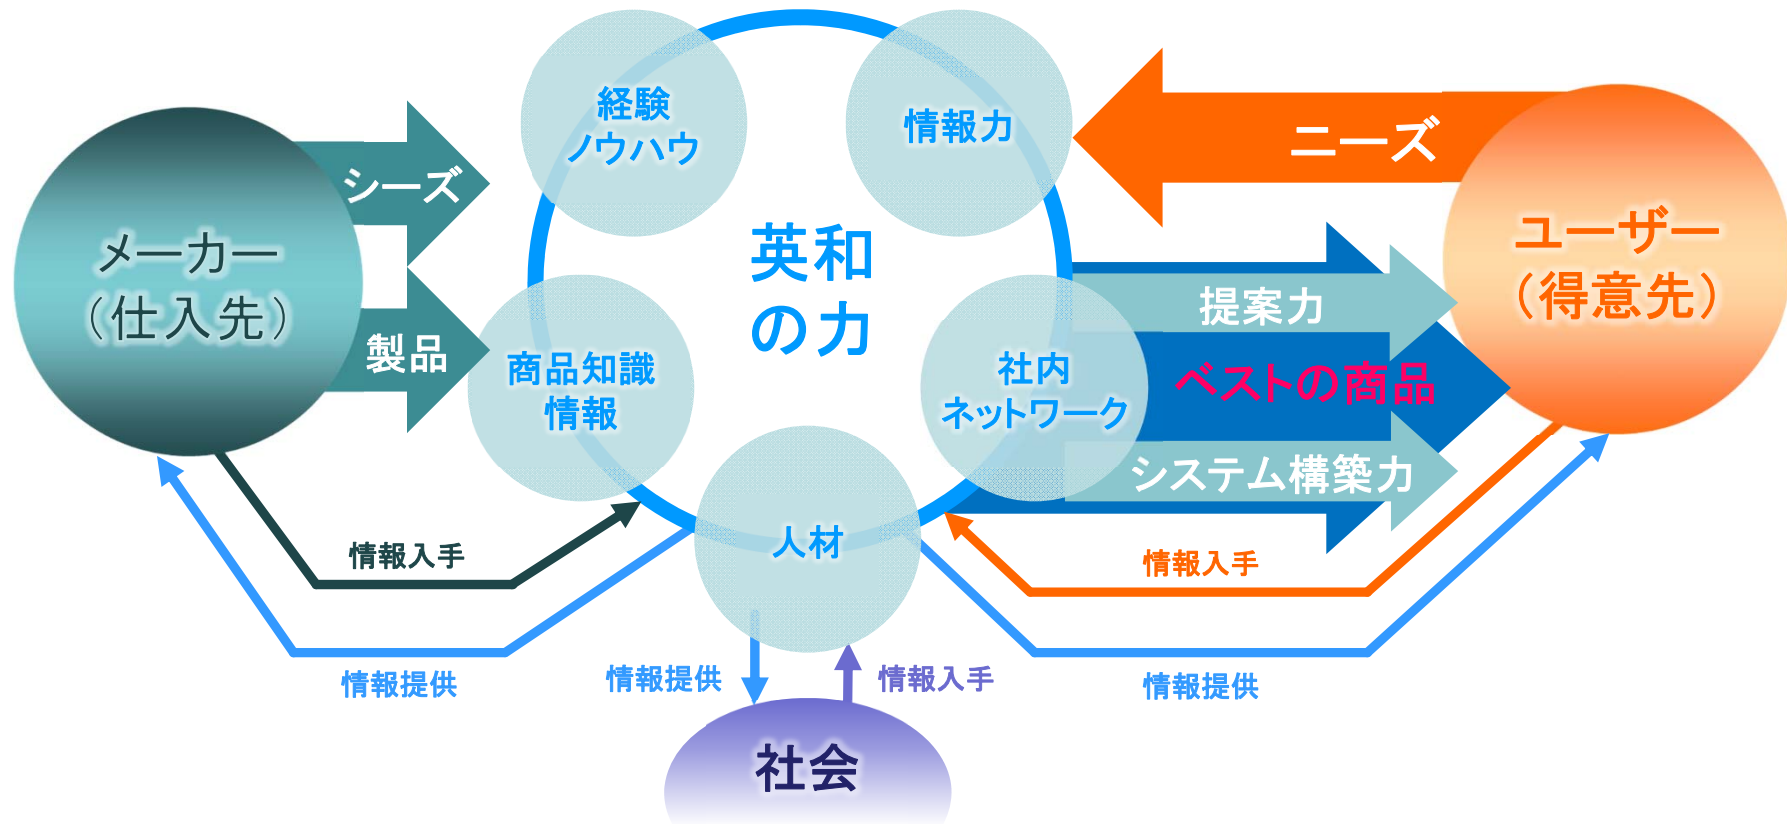 経験
ノウハウ
情報力
ニーズ
シーズ
メーカー
（仕入先）
製品
英和
の力
ユーザー
（得意先）
提案力
ベストの商品
システム構築力
商品知識
情報
社内
ネットワーク
人材
情報入手
情報提供
情報提供
情報入手
情報入手
情報提供
社会